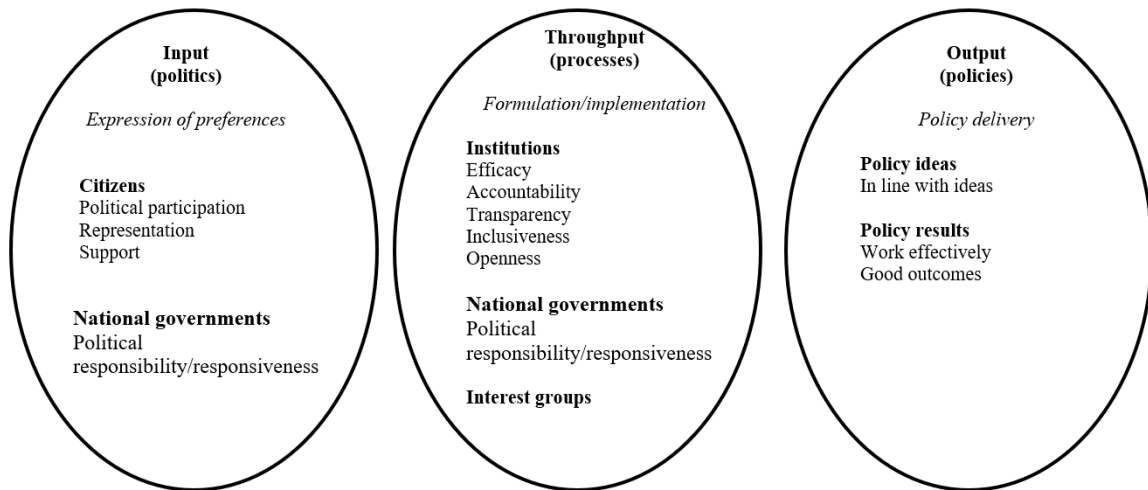 Input
(politics)
Expression of preferences
Citizens
Political participation
Representation
Support
National governments
Political
responsibility/responsiveness
Throughput
(processes)
Formulation/implementation
Institutions
Efficacy
Accountability
Transparency
Inclusiveness
Openness
National governments
Political
responsibility/responsiveness
Interest groups
Output
(policies)
Policy delivery
Policy ideas
In line with ideas
Policy results
Work effectively
Good outcomes